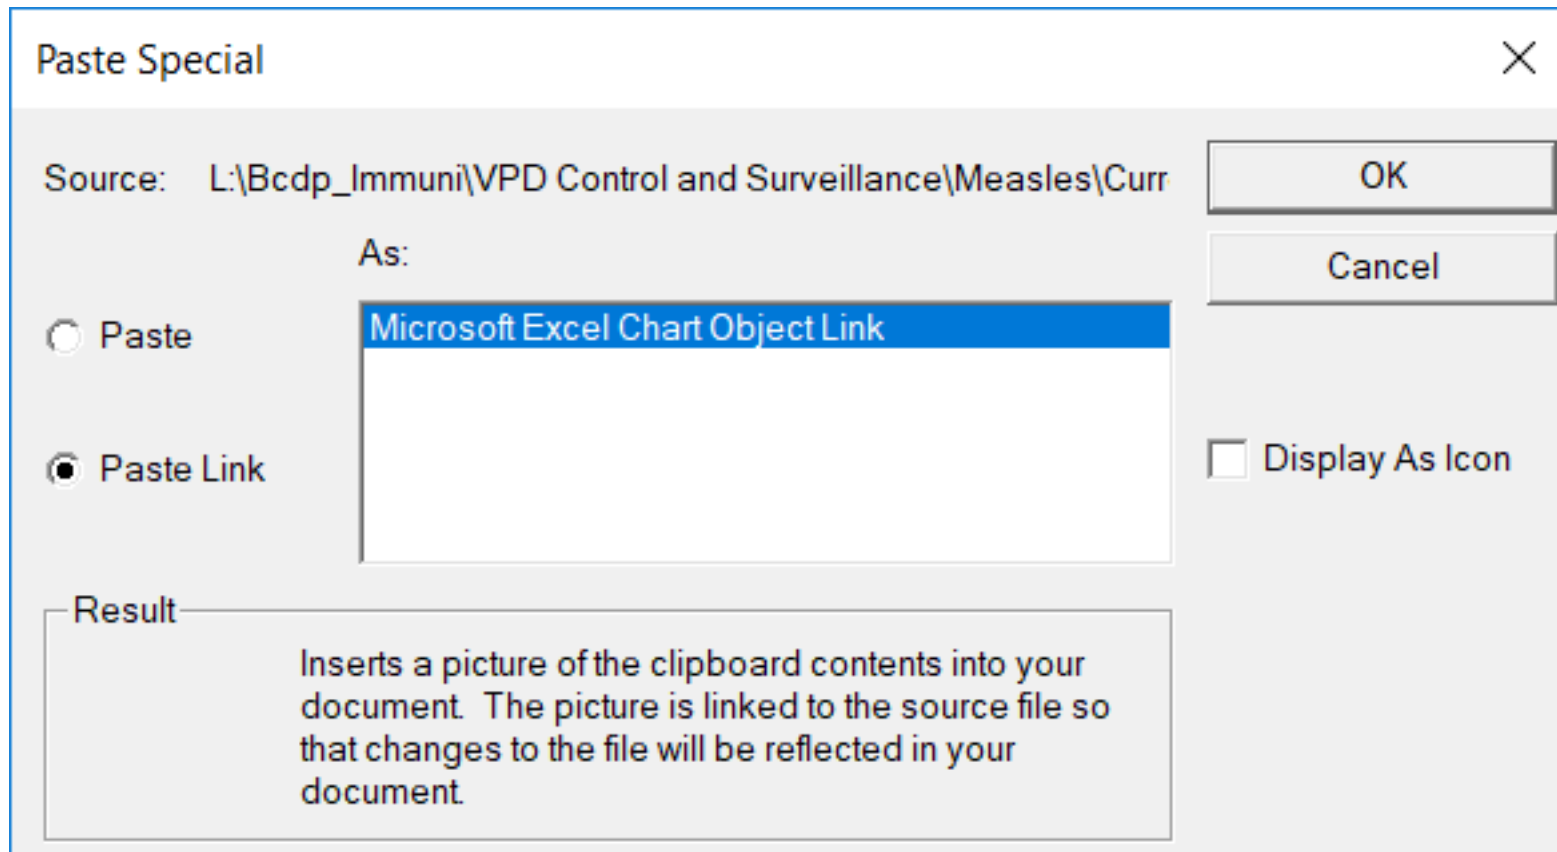 Paste Special
Source: L:\Bcdp_Immuni\VPD Control and Surveillance\Measles\Curr
OK
As:
Cancel
Paste
Microsoft Excel Chart Object Link
Paste Link
Display As Icon
Result
Inserts a picture of the clipboard contents into your
document. The picture is linked to the source file so
that changes to the file will be reflected in your
document.